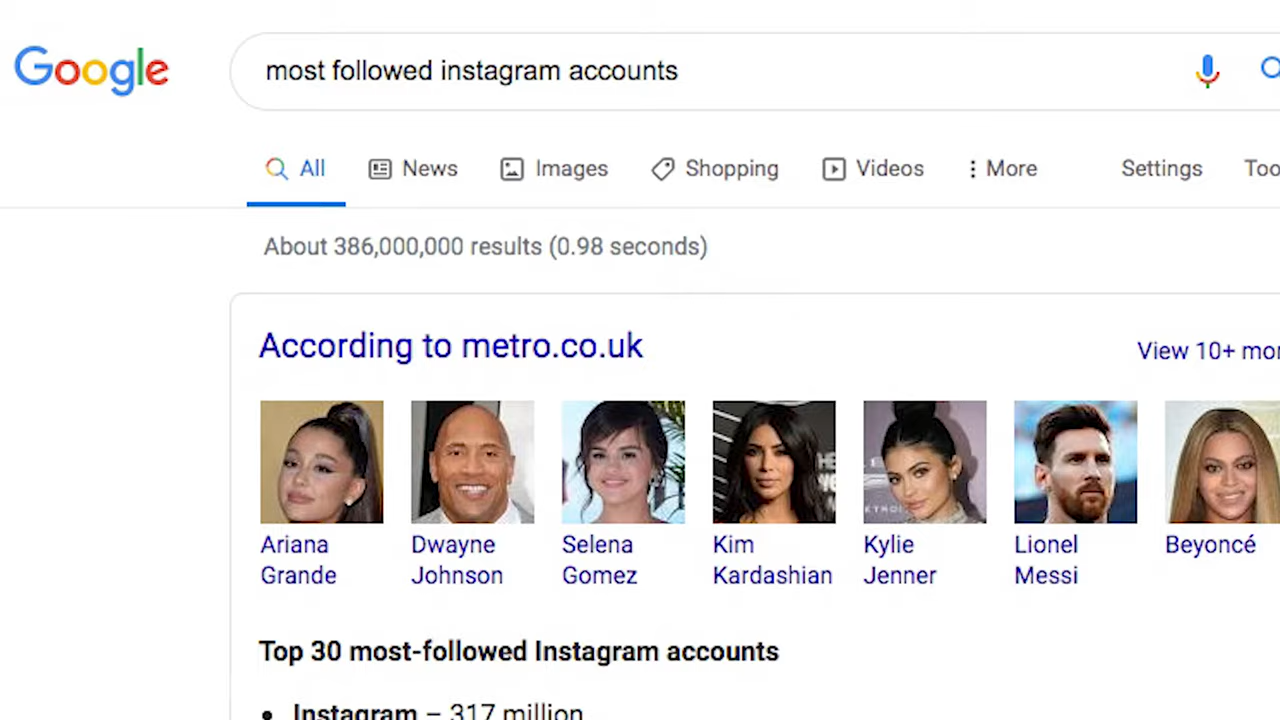 Google
most followed instagram accounts
All News Images Shopping Videos More Settings
About 386,000,000 results (0.98 seconds)
According to metro.co.uk
View 10+
Ariana Grande
Dwayne Johnson
Selena Gomez
Kim Kardashian
Kylie Jenner
Lionel Messi
Beyoncé
Top 30 most-followed Instagram accounts
• Instagram – 317 million